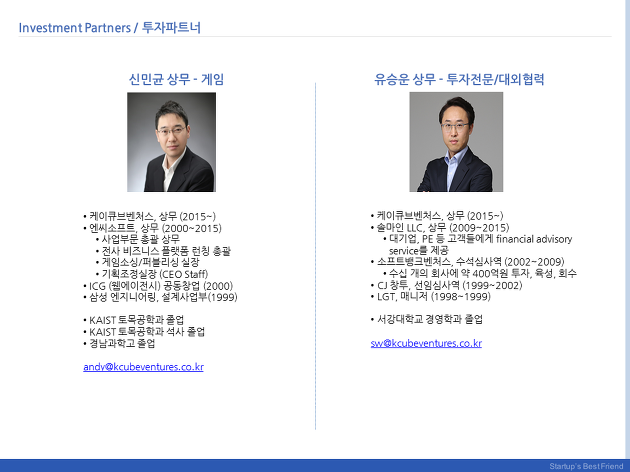 Investment Partners / 투자파트너
신민균 상무 - 게임
• 케이큐브벤처스, 상무 (2015~)
• 엔씨소프트, 상무 (2000~2015)
• 사업부문 총괄 상무
• 전사 비즈니스 플랫폼 런칭 총괄
• 게임소싱/퍼블리싱 실장
• 기획조정실장 (CEO Staff)
• ICG (웹에이전시) 공동창업 (2000)
• 삼성 엔지니어링, 설계사업부(1999)
• KAIST 토목공학과 졸업
• KAIST 토목공학과 석사 졸업
• 경남과학고 졸업
andy@kcubeventures.co.kr
유승운 상무 - 투자전문/대외협력
• 케이큐브벤처스, 상무 (2015~)
• 솔마인 LLC, 상무 (2009~2015)
• 대기업, PE 등 고객들에게 financial advisory
service를 제공
• 소프트뱅크벤처스, 수석심사역 (2002~2009)
• 수십 개의 회사에 약 400억원 투자, 육성, 회수
• CJ 창투, 선임심사역 (1999~2002)
• LGT, 매니저 (1998~1999)
• 서강대학교 경영학과 졸업
sw@kcubeventures.co.kr
Startup's Best Friend